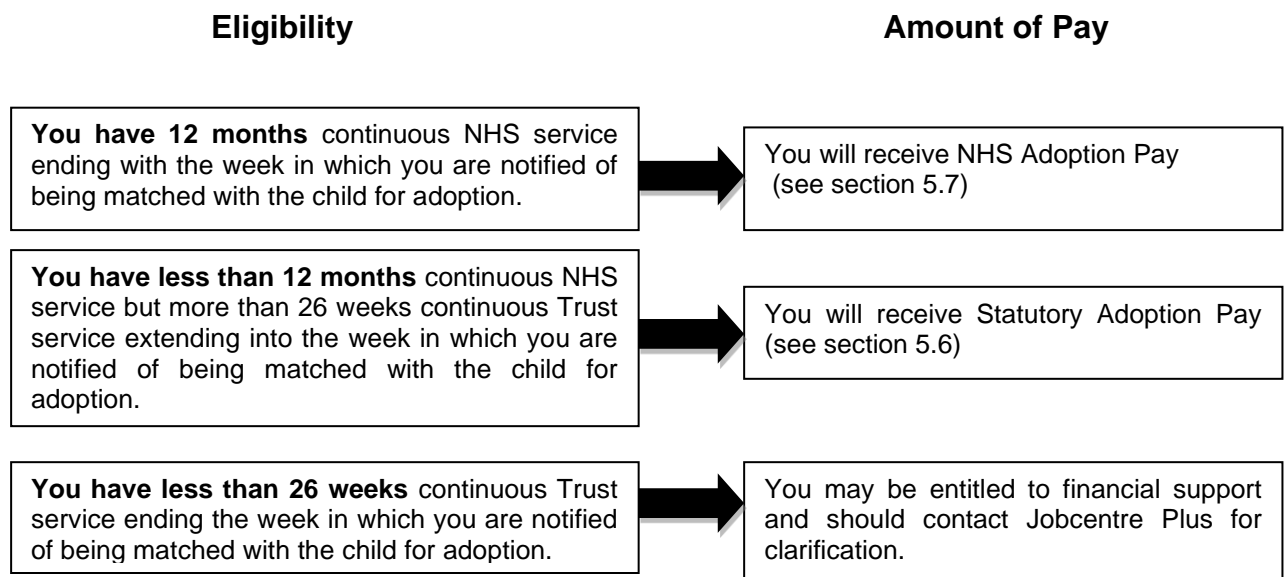 Eligibility
Amount of Pay
You have 12 months continuous NHS service
ending with the week in which you are notified of
being matched with the child for adoption.
You will receive NHS Adoption Pay
(see section 5.7)
You have less than 12 months continuous NHS
service but more than 26 weeks continuous Trust
service extending into the week in which you are
notified of being matched with the child for
adoption.
You will receive Statutory Adoption Pay
(see section 5.6)
You have less than 26 weeks continuous Trust
service ending the week in which you are notified
of being matched with the child for adoption.
You may be entitled to financial support
and should contact Jobcentre Plus for
clarification.